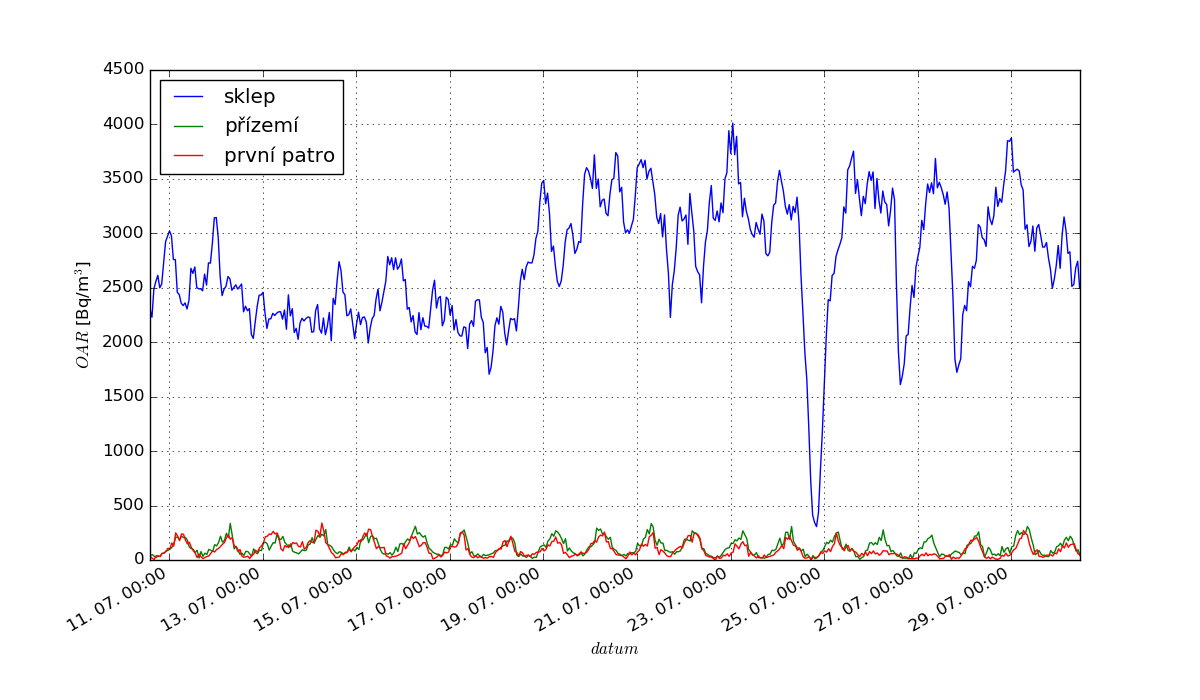 4500
4000
3500
3000
2500
2000
1500
1000
500
0
OAR [Bq/m³]
sklep
přízemí
první patro
11. 07. 00:00
13. 07. 00:00
15. 07. 00:00
17. 07. 00:00
19. 07. 00:00
21. 07. 00:00
23. 07. 00:00
25. 07. 00:00
27. 07. 00:00
29. 07. 00:00
datum